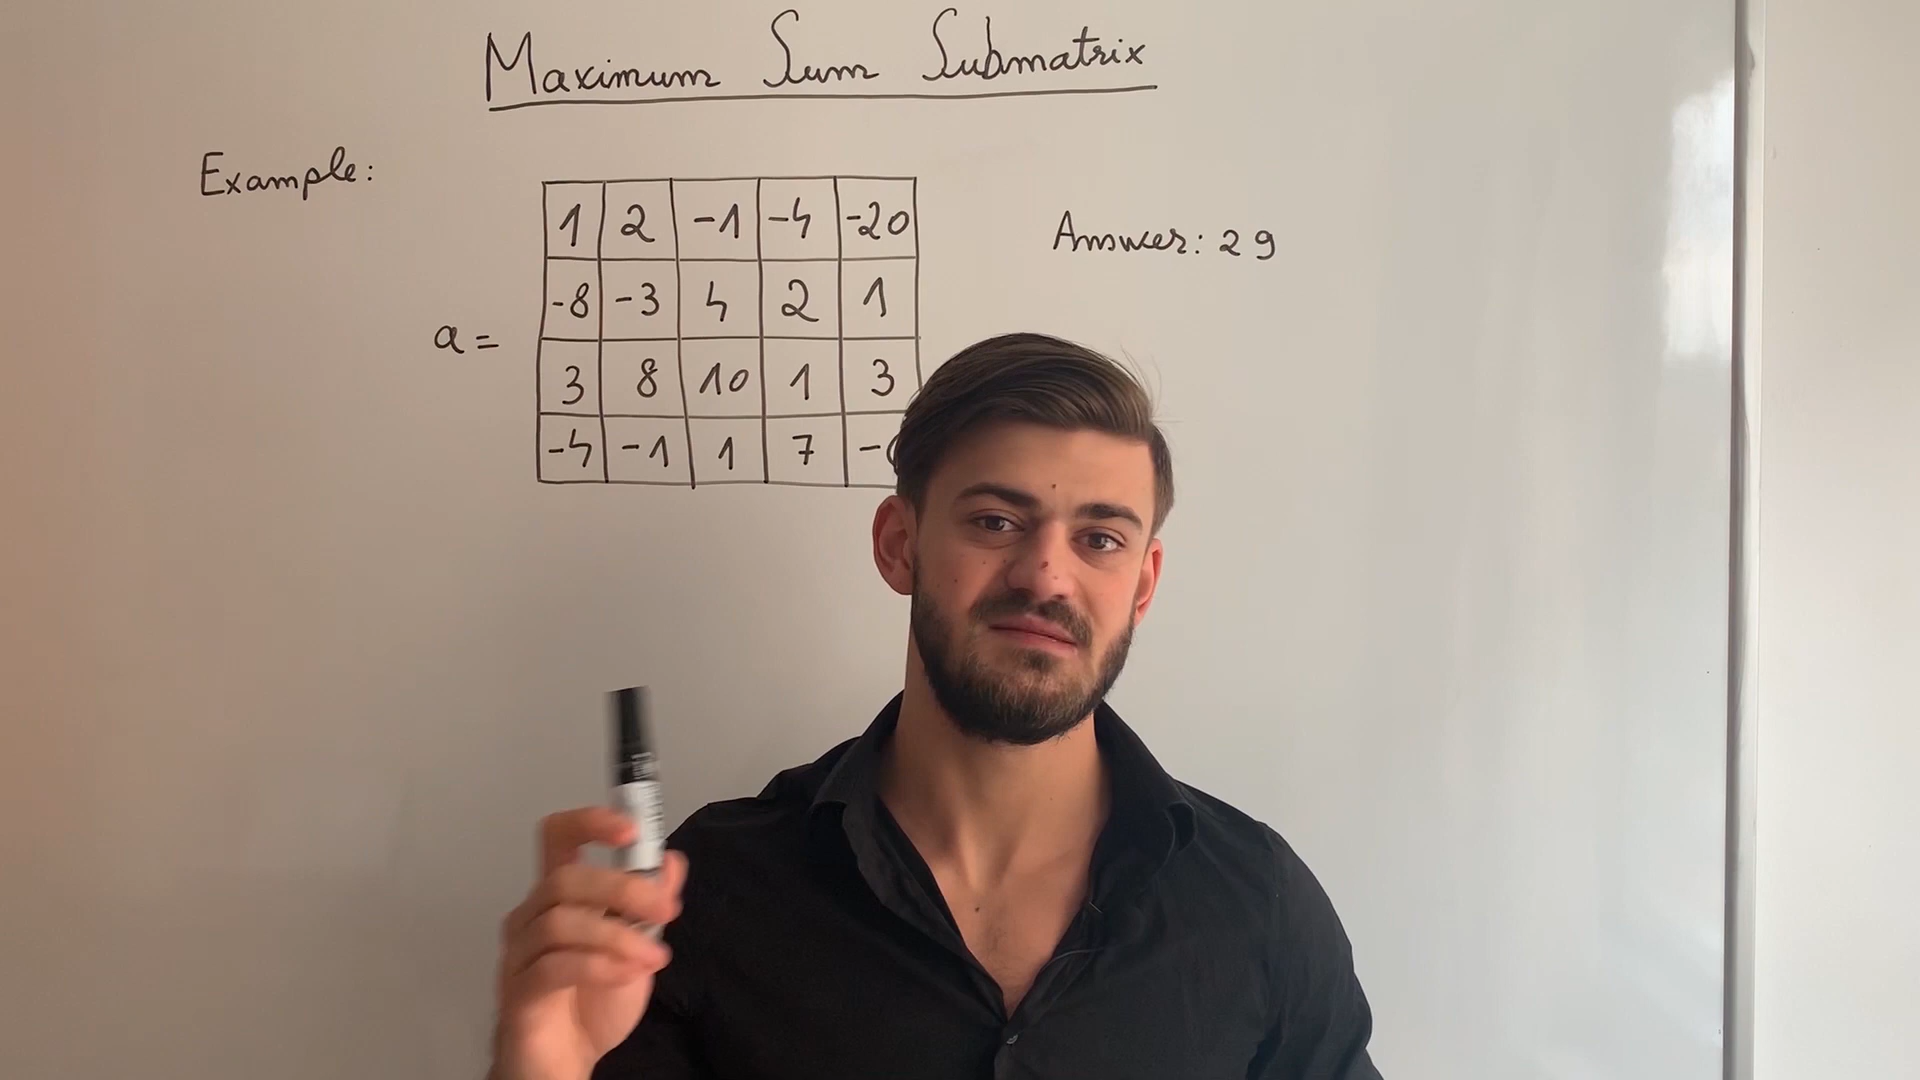 Maximum Sum Submatrix
Example:
1 2 -1 -4 -20
Answer: 29
-8 -3 4 2 1
a =
3 8 10 1 3
-4 -1 1 7